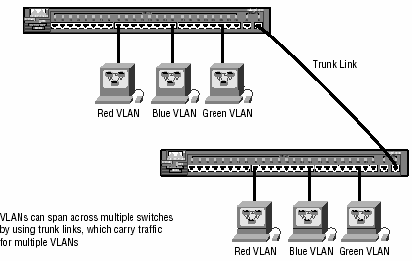 Red VLAN Blue VLAN Green VLAN
Trunk Link
VLANs can span across multiple switches
by using trunk links, which carry traffic
for multiple VLANs
Red VLAN Blue VLAN Green VLAN